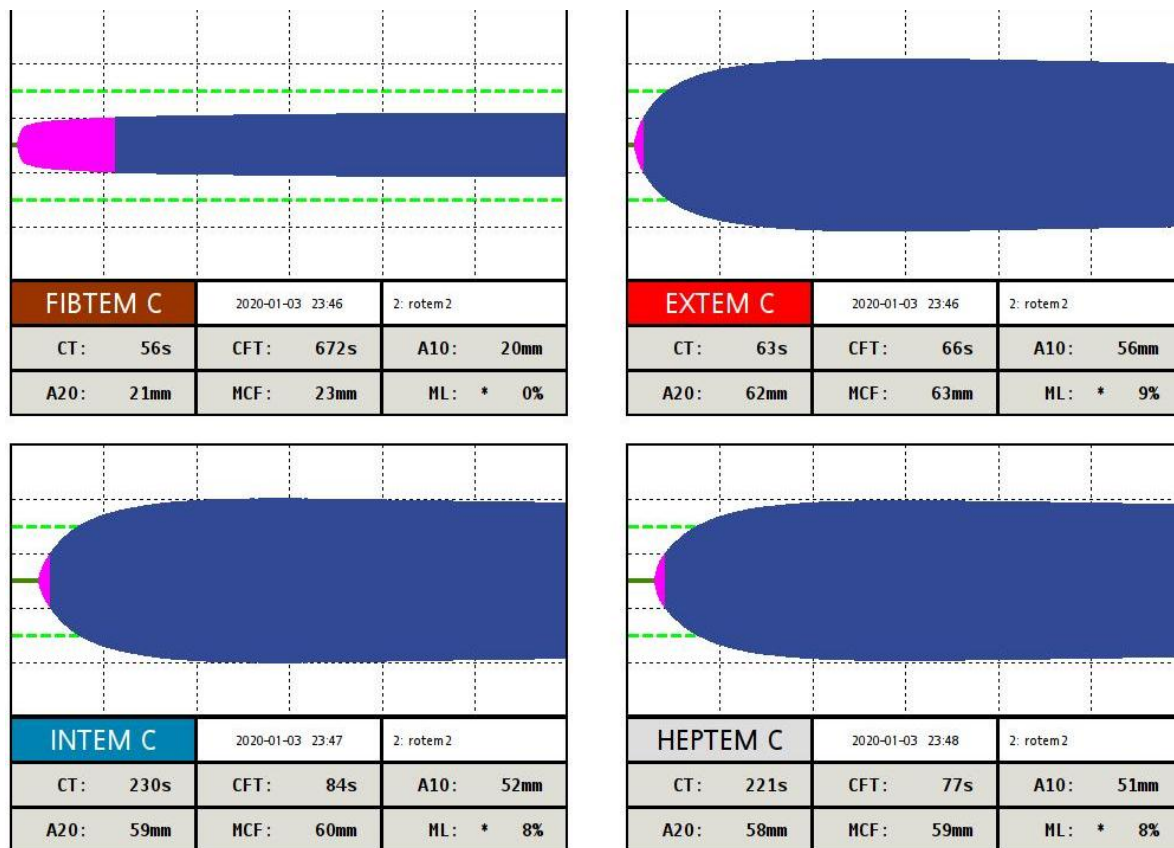 FIBTEM C 2020-01-03 23:46 2: rotem2
CT: 56s CFT: 672s A10: 20mm
A20: 21mm MCF: 23mm ML: * 0%
EXTEM C 2020-01-03 23:46 2: rotem2
CT: 63s CFT: 66s A10: 56mm
A20: 62mm MCF: 63mm ML: * 9%
INTEM C 2020-01-03 23:47 2: rotem2
CT: 230s CFT: 84s A10: 52mm
A20: 59mm MCF: 60mm ML: * 8%
HEPTEM C 2020-01-03 23:48 2: rotem2
CT: 221s CFT: 77s A10: 51mm
A20: 58mm MCF: 59mm ML: * 8%